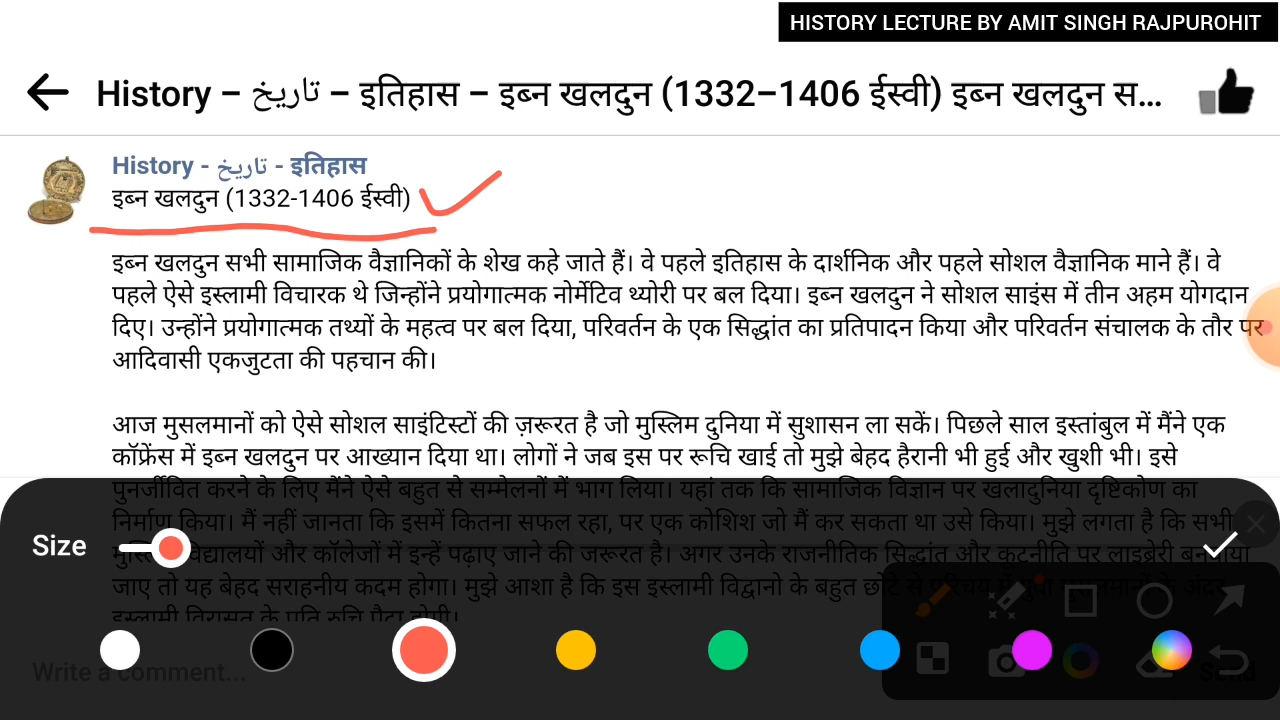 HISTORY LECTURE BY AMIT SINGH RAJPUROHIT
History – تاريخ – इतिहास – इब्न खलदुन (1332–1406 ईस्वी) इब्न खलदुन स...
History - تاريخ - इतिहास
इब्न खलदुन (1332-1406 ईस्वी)
इब्न खलदुन सभी सामाजिक वैज्ञानिकों के शेख कहे जाते हैं। वे पहले इतिहास के दार्शनिक और पहले सोशल वैज्ञानिक माने हैं। वे
पहले ऐसे इस्लामी विचारक थे जिन्होंने प्रयोगात्मक नोर्मेटिव थ्योरी पर बल दिया। इब्न खलदुन ने सोशल साइंस में तीन अहम योगदान
दिए। उन्होंने प्रयोगात्मक तथ्यों के महत्व पर बल दिया, परिवर्तन के एक सिद्धांत का प्रतिपादन किया और परिवर्तन संचालक के तौर पर
आदिवासी एकजुटता की पहचान की।
आज मुसलमानों को ऐसे सोशल साइंटिस्टों की ज़रूरत है जो मुस्लिम दुनिया में सुशासन ला सकें। पिछले साल इस्तांबुल में मैंने एक
कॉफ्रेंस में इब्न खलदुन पर आख्यान दिया था। लोगों ने जब इस पर रूचि खाई तो मुझे बेहद हैरानी भी हुई और खुशी भी। इसे
पुनर्जीवित करने के लिए मैंने ऐसे बहुत से सम्मेलनों में भाग लिया। यहां तक कि सामाजिक विज्ञान पर खलादुनिया दृष्टिकोण का
निर्माण किया। मैं नहीं जानता कि इसमें कितना सफल रहा, पर एक कोशिश जो मैं कर सकता था उसे किया। मुझे लगता है कि सभी
Size
विद्यालयों और कॉलेजों में इन्हें पढ़ाए जाने की जरूरत है। अगर उनके राजनीतिक सिद्धांत और कूटनीति पर लाइब्रेरी
जाए तो यह बेहद सराहनीय कदम होगा। मुझे आशा है कि इस इस्लामी विद्वानो के बहुत छोटे से
इस्लामी विरासत के प्रति रुचि पैदा होगी।
Write a comment...
Send